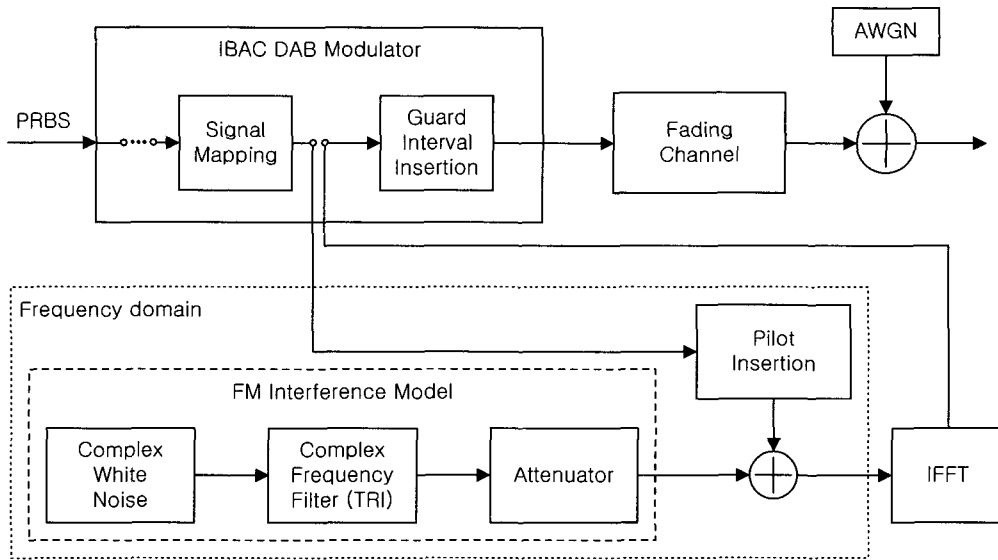 IBAC DAB Modulator
AWGN
PRBS
Signal
Mapping
Guard
Interval
Insertion
Fading
Channel
Frequency domain
Pilot
Insertion
FM Interference Model
Complex
White
Noise
Complex
Frequency
Filter (TRI)
Attenuator
IFFT